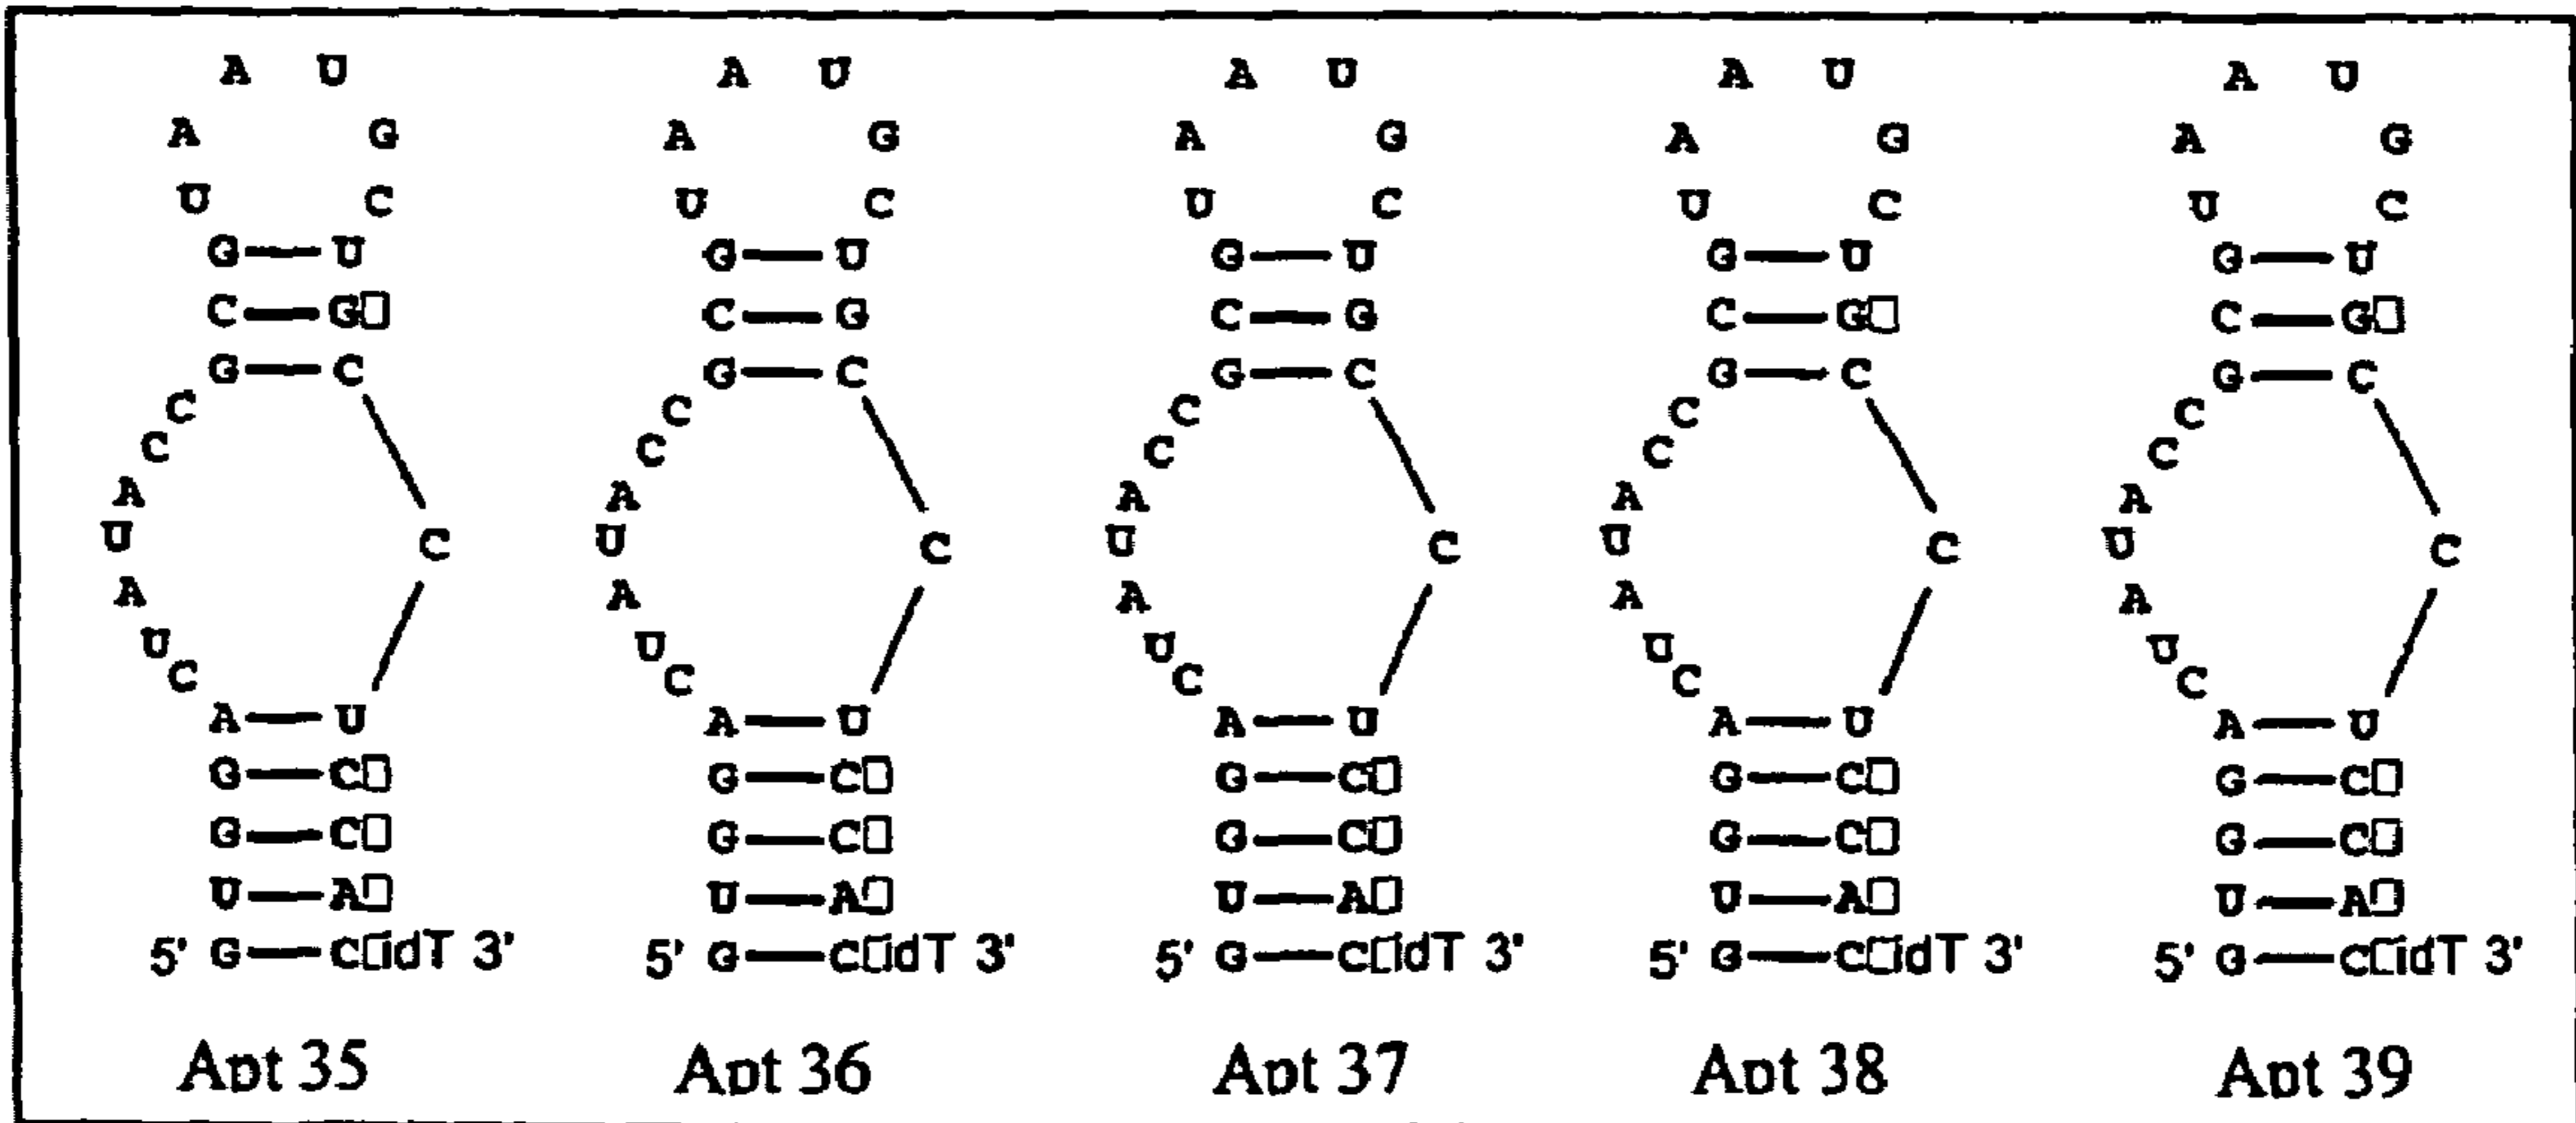 A U A U A U A U A U
A G A G A G A G A G
U C U C U C U C U C
G—U G—U G—U G—U G—U
C—G□ C—G C—G C—G□ C—G□
G—C G—C G—C G—C G—C
C C C C C
C C C C C
A A A A A
U C U C U C U C U C
A A A A A
U U U U U
C C C C C
A—U A—U A—U A—U A—U
G—C□ G—C□ G—C□ G—C□ G—C□
G—C□ G—C□ G—C□ G—C□ G—C□
U—A□ U—A□ U—A□ U—A□ U—A□
5' G—C□idT 3' 5' G—C□idT 3' 5' G—C□idT 3' 5' G—C□idT 3' 5' G—C□idT 3'
Apt 35 Apt 36 Apt 37 Apt 38 Apt 39